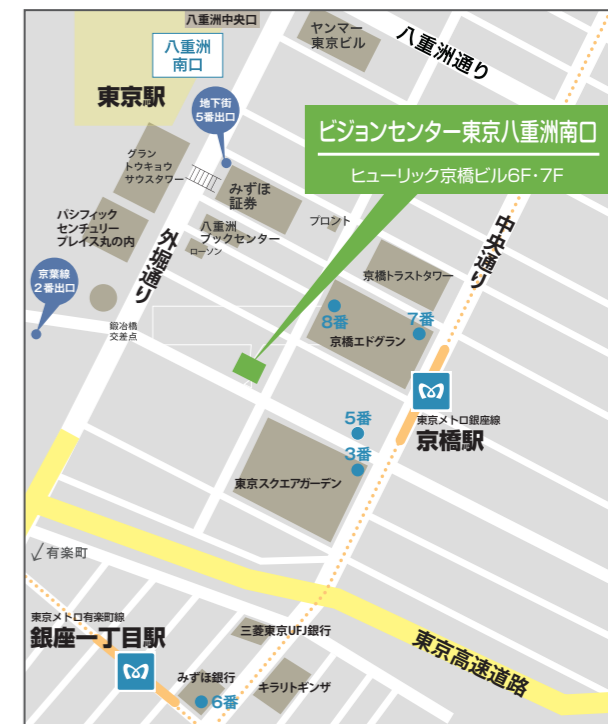 八重洲中央口
八重洲
南口
ヤンマー
東京ビル
八重洲通り
東京駅
地下街
5番出口
ビジョンセンター東京八重洲南口
ヒューリック京橋ビル6F・7F
グラン
トウキョウ
サウスタワー
みずほ
証券
パシフィック
センチュリー
プレイス丸の内
八重洲
ブックセンター
ローソン
プロント
外堀通り
中央通り
京橋トラストタワー
京葉線
2番出口
鍛冶橋
交差点
8番
7番
京橋エドグラン
東京メトロ銀座線
京橋駅
5番
3番
東京スクエアガーデン
有楽町
東京メトロ有楽町線
銀座一丁目駅
三菱東京UFJ銀行
東京高速道路
みずほ銀行
キラリトギンザ
6番